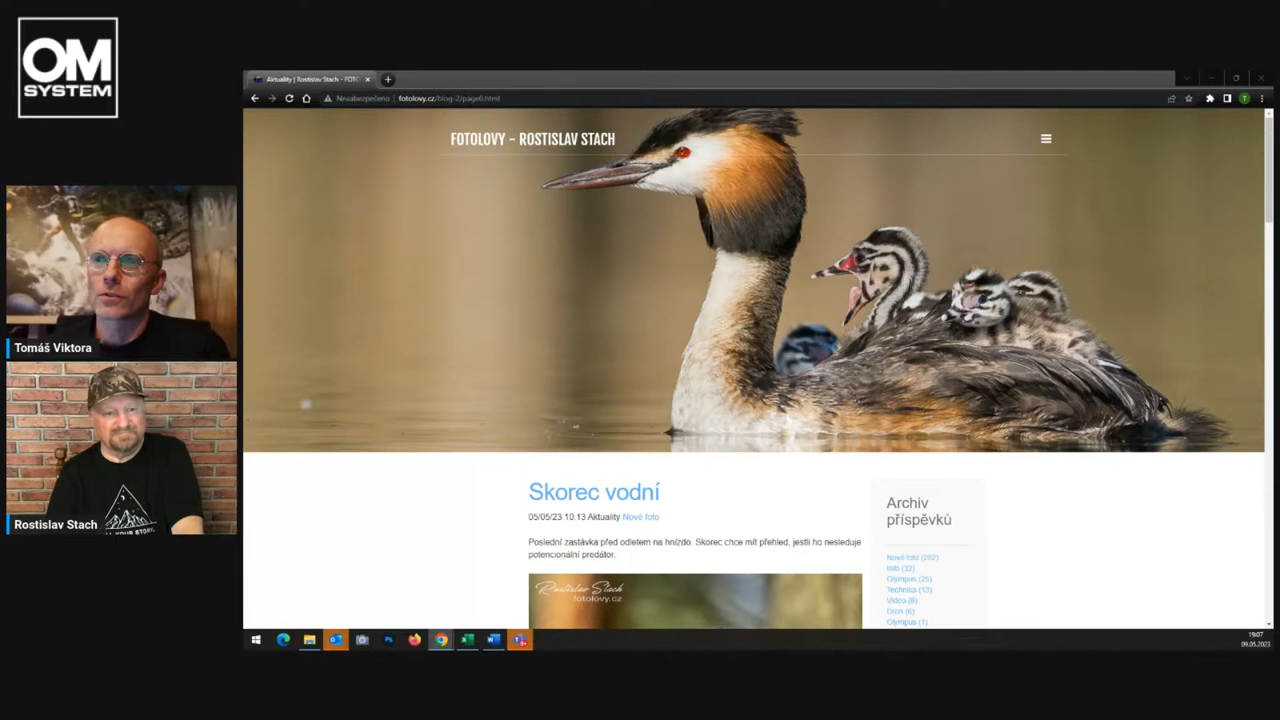 OM
SYSTEM
Aktuality | Rostislav Stach - FOTO
Nezabezpečeno
fotolovy.cz/blog-2/page0.html
T
FOTOLOVY – ROSTISLAV STACH
Tomáš Viktora
Rostislav Stach
YOUR STORY.
Skorec vodní
05/05/23 10:13 Aktuality Nové foto
Poslední zastávka před odletem na hnízdo. Skorec chce mít přehled, jestli ho nesleduje
potencionální predátor.
Rostislav Stach
fotolovy.cz
Archiv
příspěvků
Nové foto (252)
Info (32)
Olympus (25)
Technika (13)
Video (8)
Dron (6)
Olympus (1)
19:07
09.05.2023